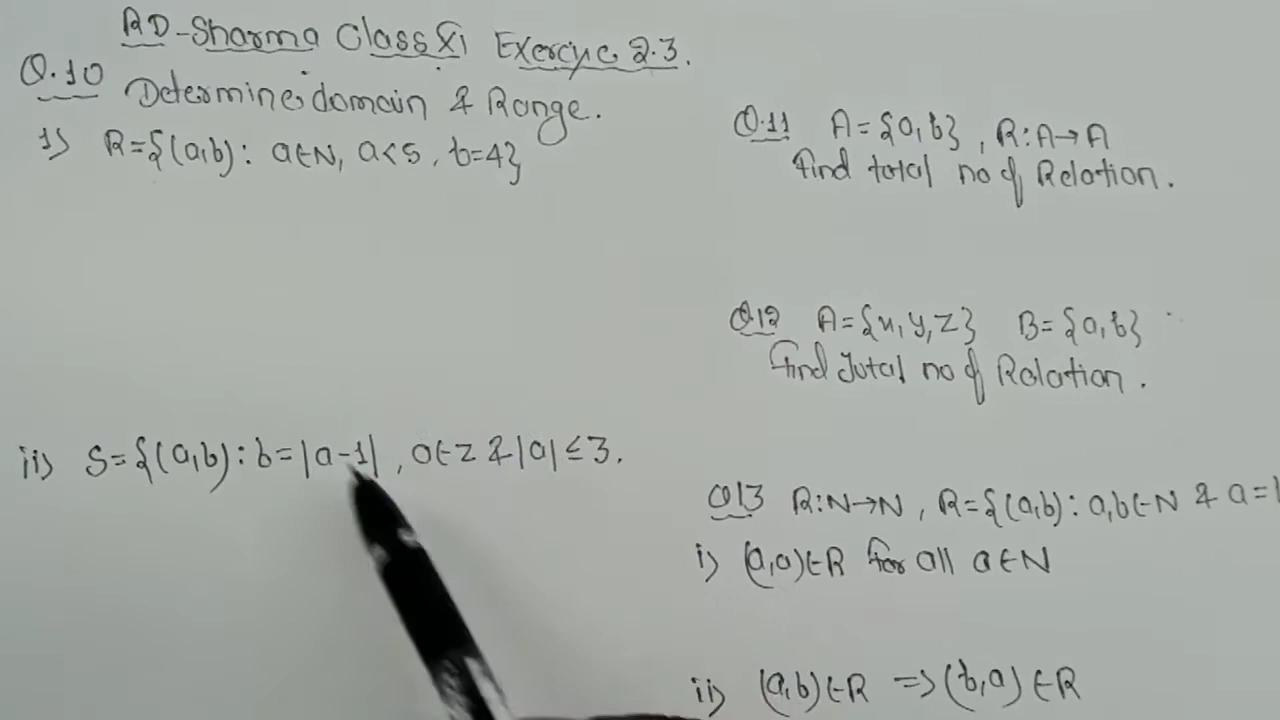 RD-Sharma Class XI Exercise 2.3.
Q.10 Determine domain & Range.
i) R={(a,b): a∈N, a<5, b=4}
ii) S={(a,b): b=|a-1|, a∈Z & |a|≤3.
Q.11 A={a,b}, R:A→A
Find total no of Relation.
Q.12 A={x,y,z} B={a,b}
Find Total no of Relation.
Q13 R:N→N, R={(a,b): a,b∈N & a=
i) (a,a)∈R for all a∈N
ii) (a,b)∈R ⇒(b,a)∈R